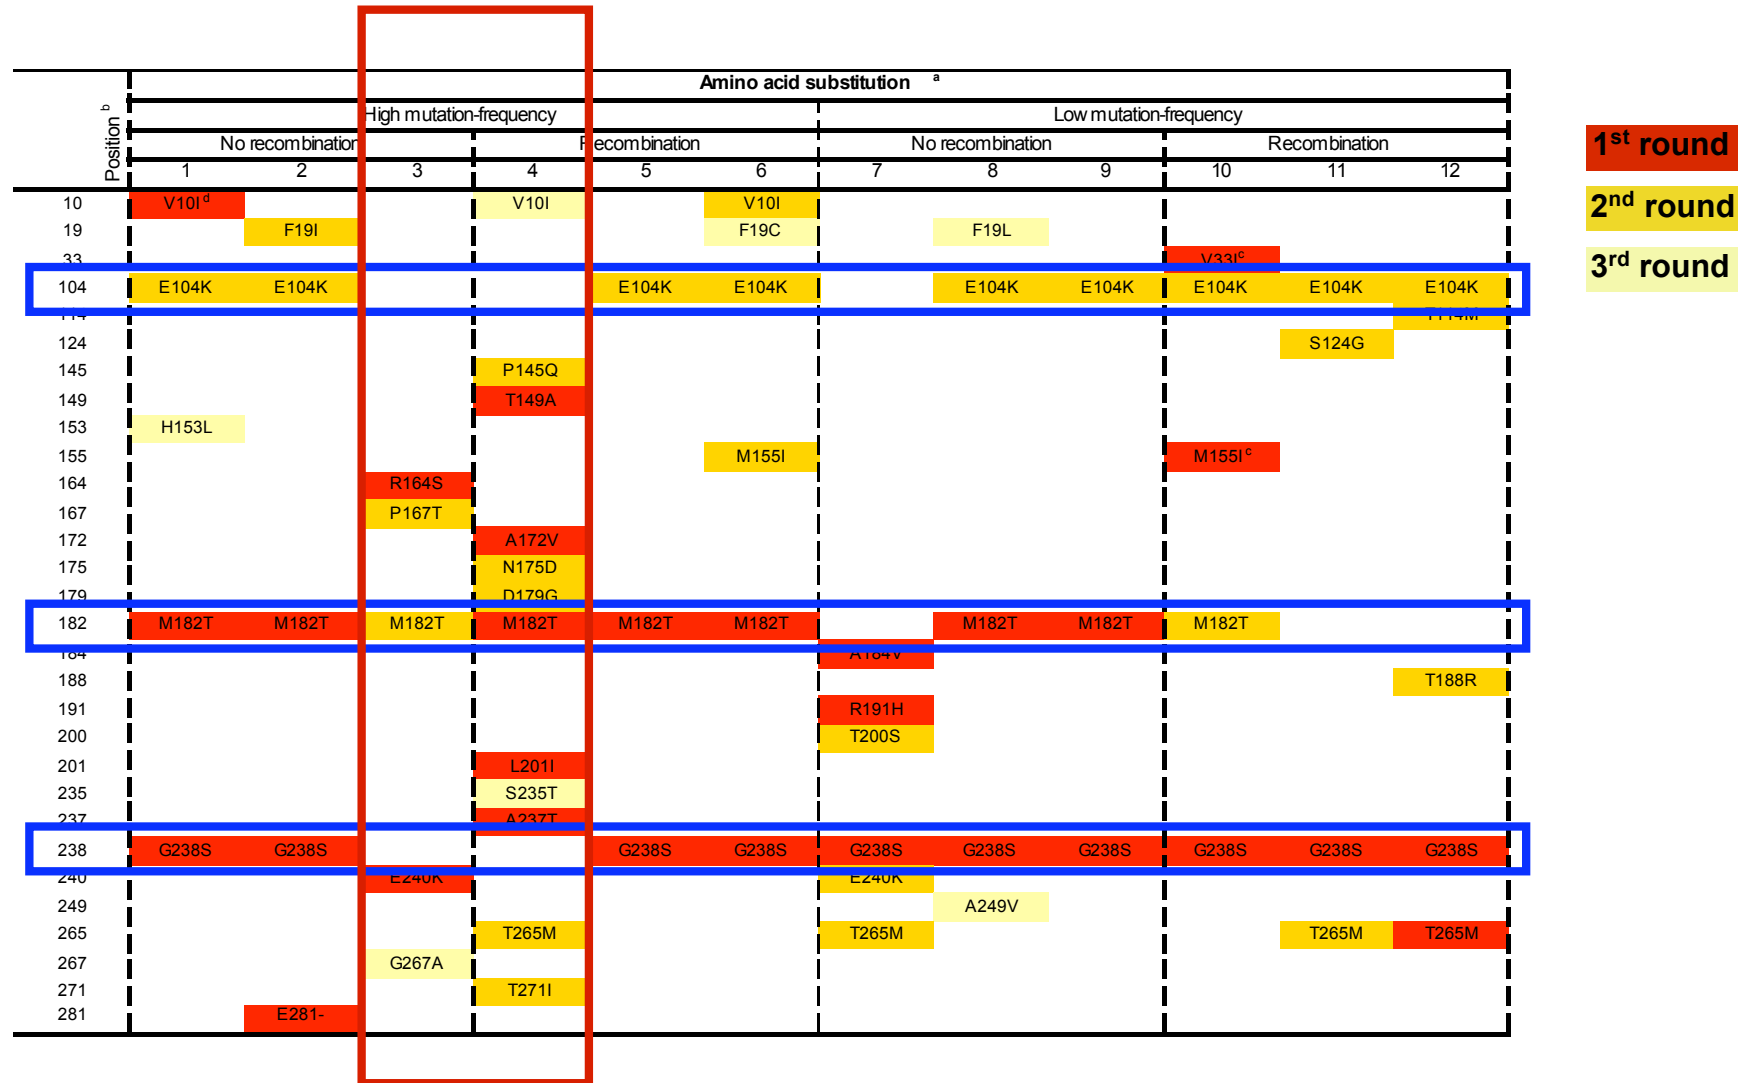 Amino acid substitution a
Position b
High mutation-frequency Low mutation-frequency
No recombination Recombination No recombination Recombination
1 2 3 4 5 6 7 8 9 10 11 12
10 V10I d V10I V10I
19 F19I F19C F19L
33 V33I c
104 E104K E104K E104K E104K E104K E104K E104K E104K E104K
114 T114M
124 S124G
145 P145Q
149 T149A
153 H153L
155 M155I M155I c
164 R164S
167 P167T
172 A172V
175 N175D
179 D179G
182 M182T M182T M182T M182T M182T M182T M182T M182T M182T
184 A184V
188 T188R
191 R191H
200 T200S
201 L201I
235 S235T
237 A237T
238 G238S G238S G238S G238S G238S G238S G238S G238S G238S G238S
240 E240K E240K
249 A249V
265 T265M T265M T265M T265M
267 G267A
271 T271I
281 E281-
1st round
2nd round
3rd round